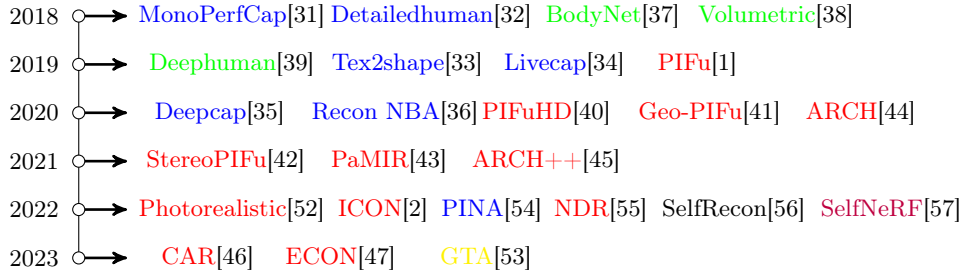 2018 MonoPerfCap[31] Detailedhuman[32] BodyNet[37] Volumetric[38]
2019 Deephuman[39] Tex2shape[33] Livecap[34] PIFu[1]
2020 Deepcap[35] Recon NBA[36] PIFuHD[40] Geo-PIFu[41] ARCH[44]
2021 StereoPIFu[42] PaMIR[43] ARCH++[45]
2022 Photorealistic[52] ICON[2] PINA[54] NDR[55] SelfRecon[56] SelfNeRF[57]
2023 CAR[46] ECON[47] GTA[53]